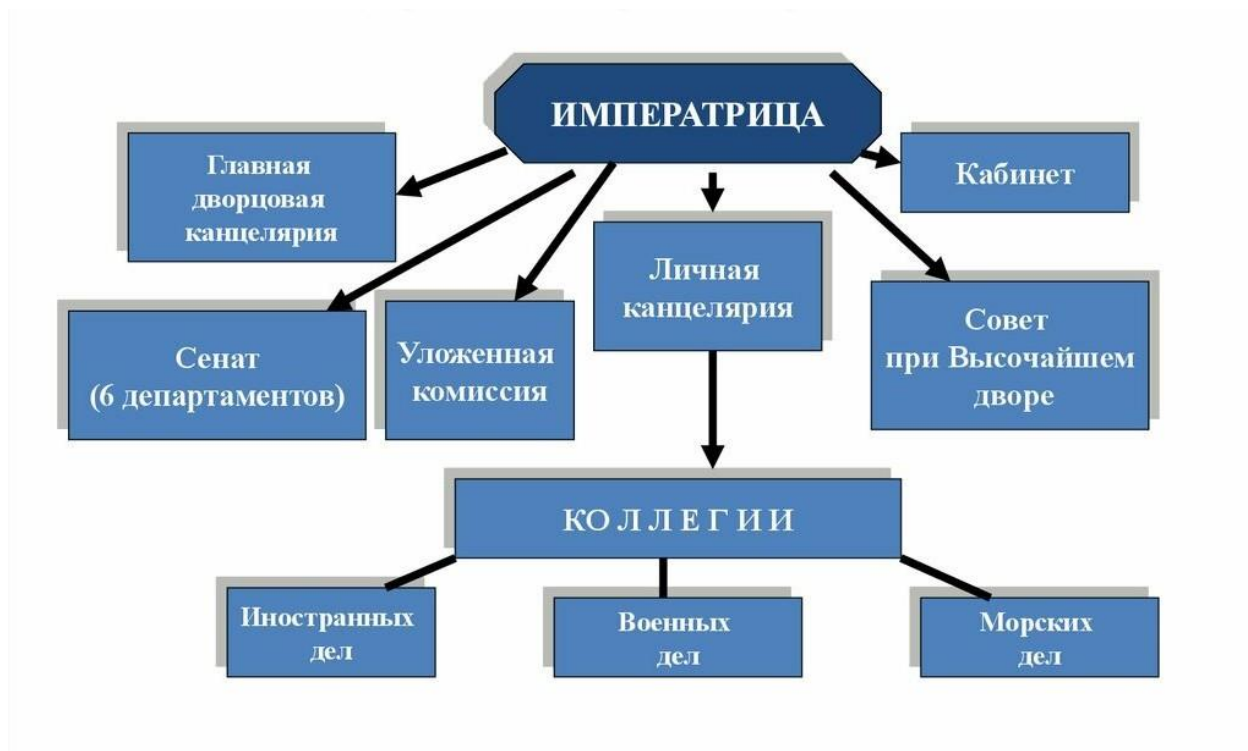 ИМПЕРАТРИЦА
Главная
дворцовая
канцелярия
Кабинет
Личная
канцелярия
Сенат
(6 департаментов)
Уложенная
комиссия
Совет
при Высочайшем
дворе
К О Л Л Е Г И И
Иностранных
дел
Военных
дел
Морских
дел